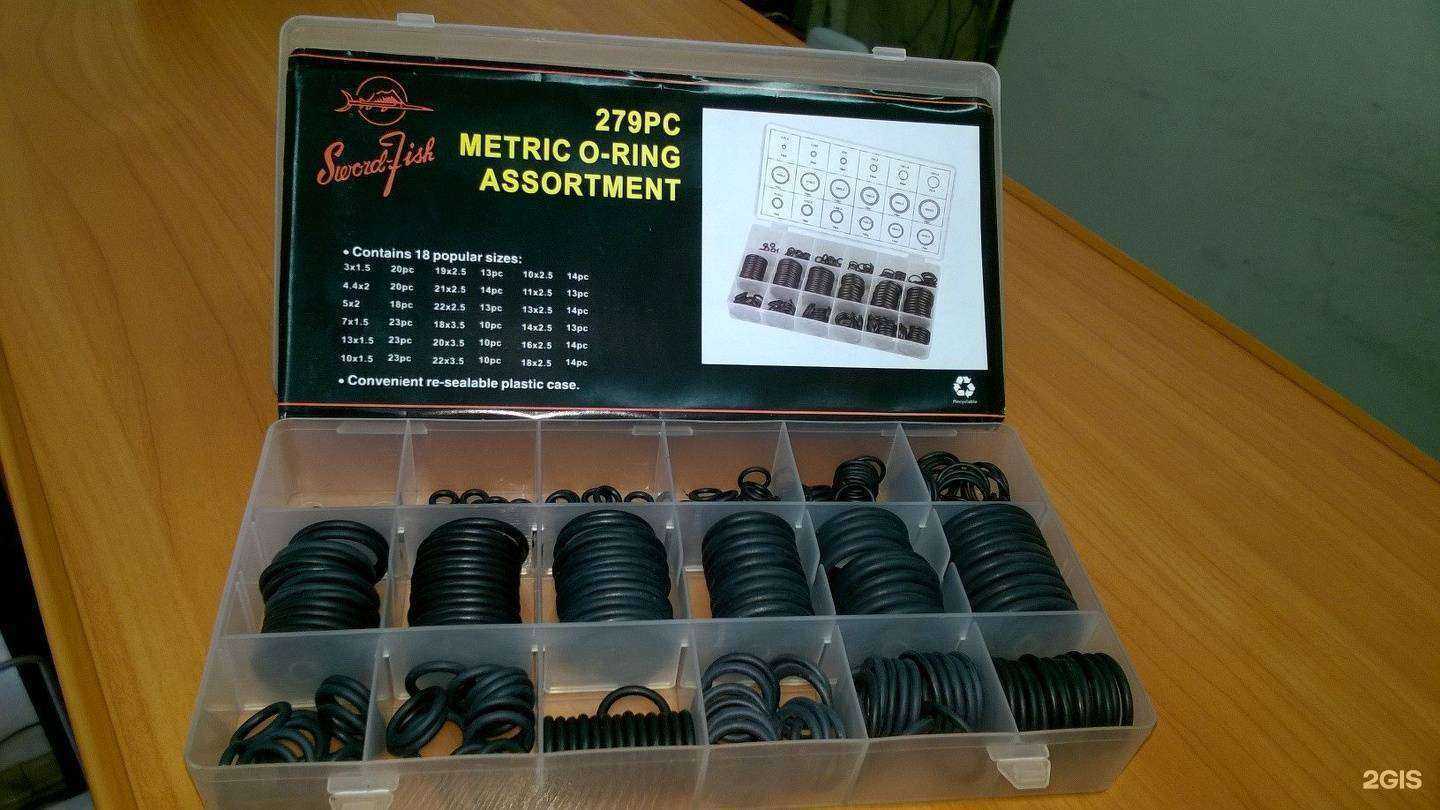 Sword-Fish
279PC
METRIC O-RING
ASSORTMENT
• Contains 18 popular sizes:
3x1.5 20pc 19x2.5 13pc 10x2.5 14pc
4.4x2 20pc 21x2.5 14pc 11x2.5 13pc
5x2 18pc 22x2.5 13pc 13x2.5 14pc
7x1.5 23pc 18x3.5 10pc 14x2.5 13pc
13x1.5 23pc 20x3.5 10pc 16x2.5 14pc
10x1.5 23pc 22x3.5 10pc 18x2.5 14pc
• Convenient re-sealable plastic case.
Recyclable
2GIS